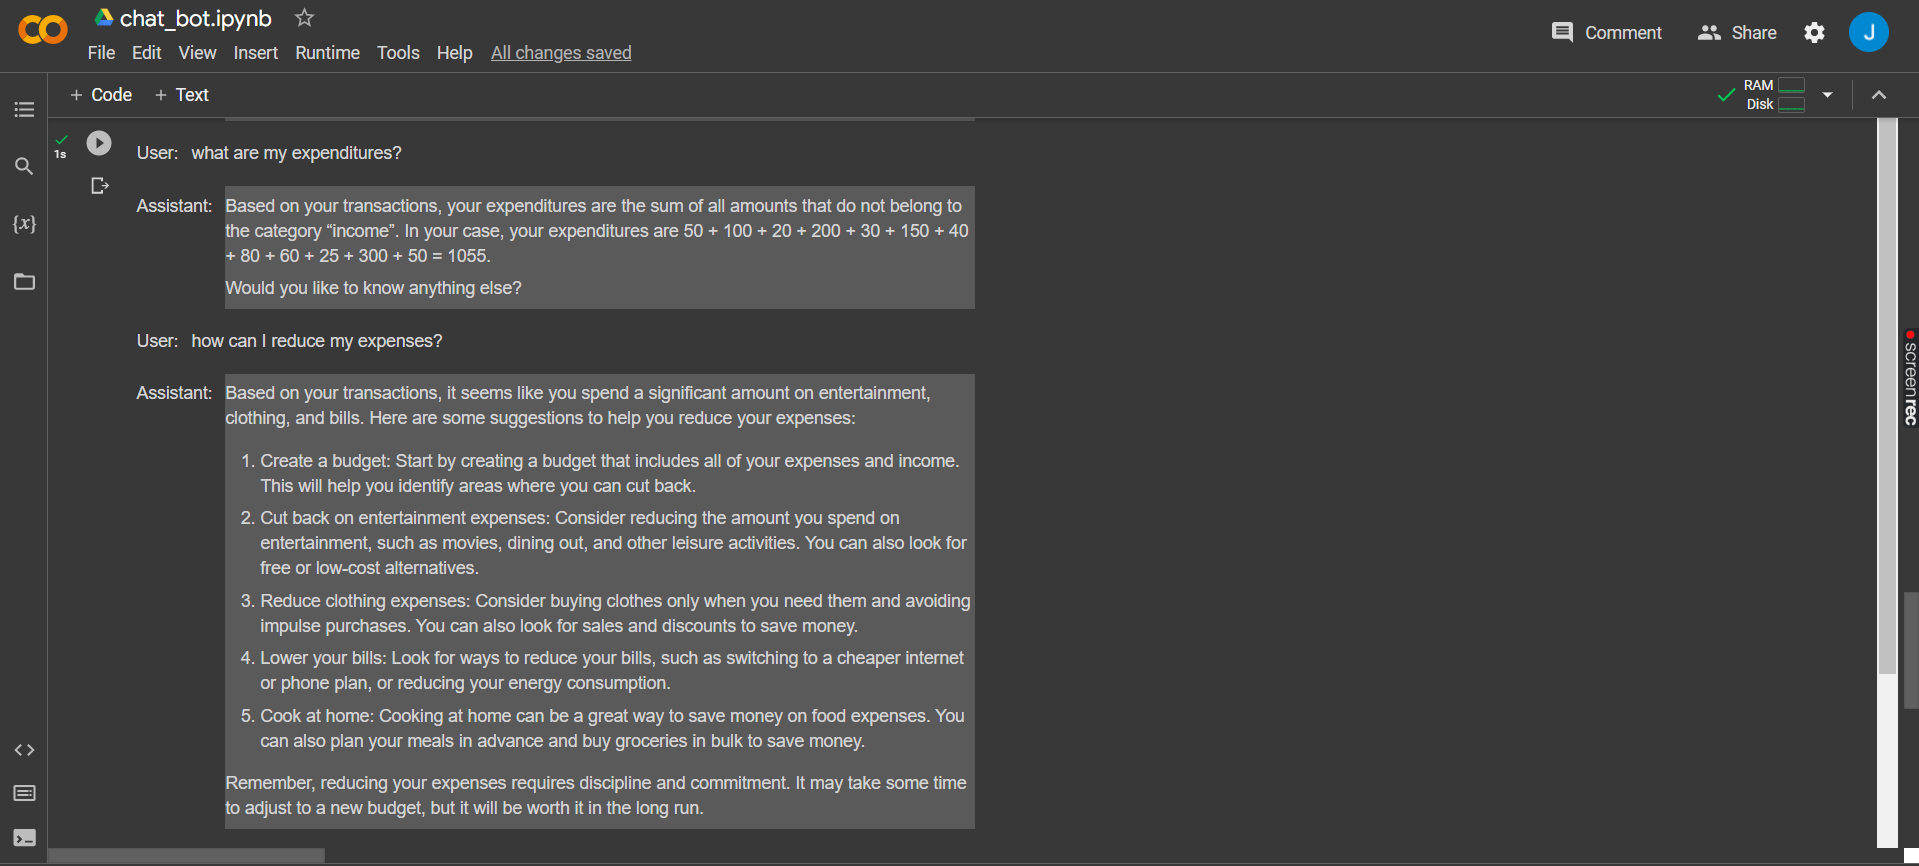 chat_bot.ipynb
File Edit View Insert Runtime Tools Help All changes saved
Comment Share J
+ Code + Text
RAM
Disk
{x}
1s
User: what are my expenditures?
Assistant: Based on your transactions, your expenditures are the sum of all amounts that do not belong to
the category “income”. In your case, your expenditures are 50 + 100 + 20 + 200 + 30 + 150 + 40
+ 80 + 60 + 25 + 300 + 50 = 1055.
Would you like to know anything else?
User: how can I reduce my expenses?
Assistant: Based on your transactions, it seems like you spend a significant amount on entertainment,
clothing, and bills. Here are some suggestions to help you reduce your expenses:
1. Create a budget: Start by creating a budget that includes all of your expenses and income.
This will help you identify areas where you can cut back.
2. Cut back on entertainment expenses: Consider reducing the amount you spend on
entertainment, such as movies, dining out, and other leisure activities. You can also look for
free or low-cost alternatives.
3. Reduce clothing expenses: Consider buying clothes only when you need them and avoiding
impulse purchases. You can also look for sales and discounts to save money.
4. Lower your bills: Look for ways to reduce your bills, such as switching to a cheaper internet
or phone plan, or reducing your energy consumption.
5. Cook at home: Cooking at home can be a great way to save money on food expenses. You
can also plan your meals in advance and buy groceries in bulk to save money.
Remember, reducing your expenses requires discipline and commitment. It may take some time
to adjust to a new budget, but it will be worth it in the long run.
screenrec